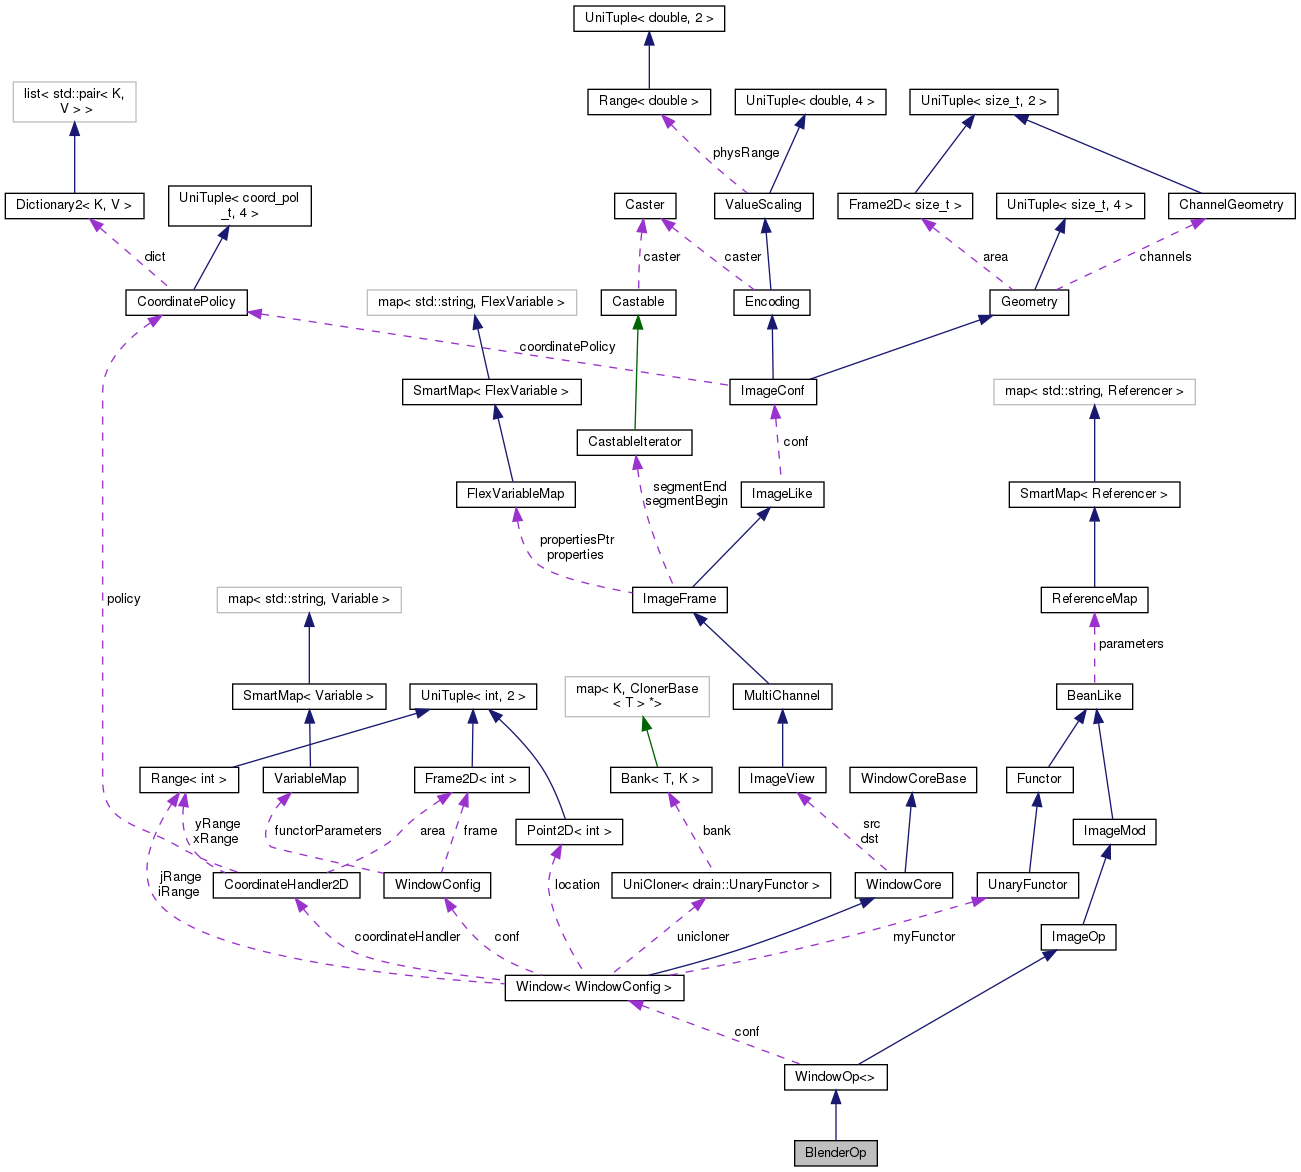 UniTuple< double, 2 >
list< std::pair< K,
V > >
Range< double >
UniTuple< double, 4 >
UniTuple< size_t, 2 >
physRange
Dictionary2< K, V >
UniTuple< coord_pol
_t, 4 >
Caster
ValueScaling
Frame2D< size_t >
UniTuple< size_t, 4 >
ChannelGeometry
dict
caster
caster
area
channels
CoordinatePolicy
map< std::string, FlexVariable >
Castable
Encoding
Geometry
coordinatePolicy
SmartMap< FlexVariable >
ImageConf
map< std::string, Referencer >
CastableIterator
conf
segmentEnd
segmentBegin
FlexVariableMap
ImageLike
SmartMap< Referencer >
propertiesPtr
properties
policy
map< std::string, Variable >
ImageFrame
ReferenceMap
parameters
SmartMap< Variable >
UniTuple< int, 2 >
map< K, ClonerBase
< T > *>
MultiChannel
BeanLike
Range< int >
VariableMap
Frame2D< int >
Bank< T, K >
ImageView
WindowCoreBase
Functor
yRange
xRange
functorParameters
area
frame
Point2D< int >
bank
src
dst
ImageMod
jRange
iRange
CoordinateHandler2D
WindowConfig
location
UniCloner< drain::UnaryFunctor >
WindowCore
UnaryFunctor
coordinateHandler
conf
unicloner
myFunctor
ImageOp
Window< WindowConfig >
conf
WindowOp<>
BlenderOp